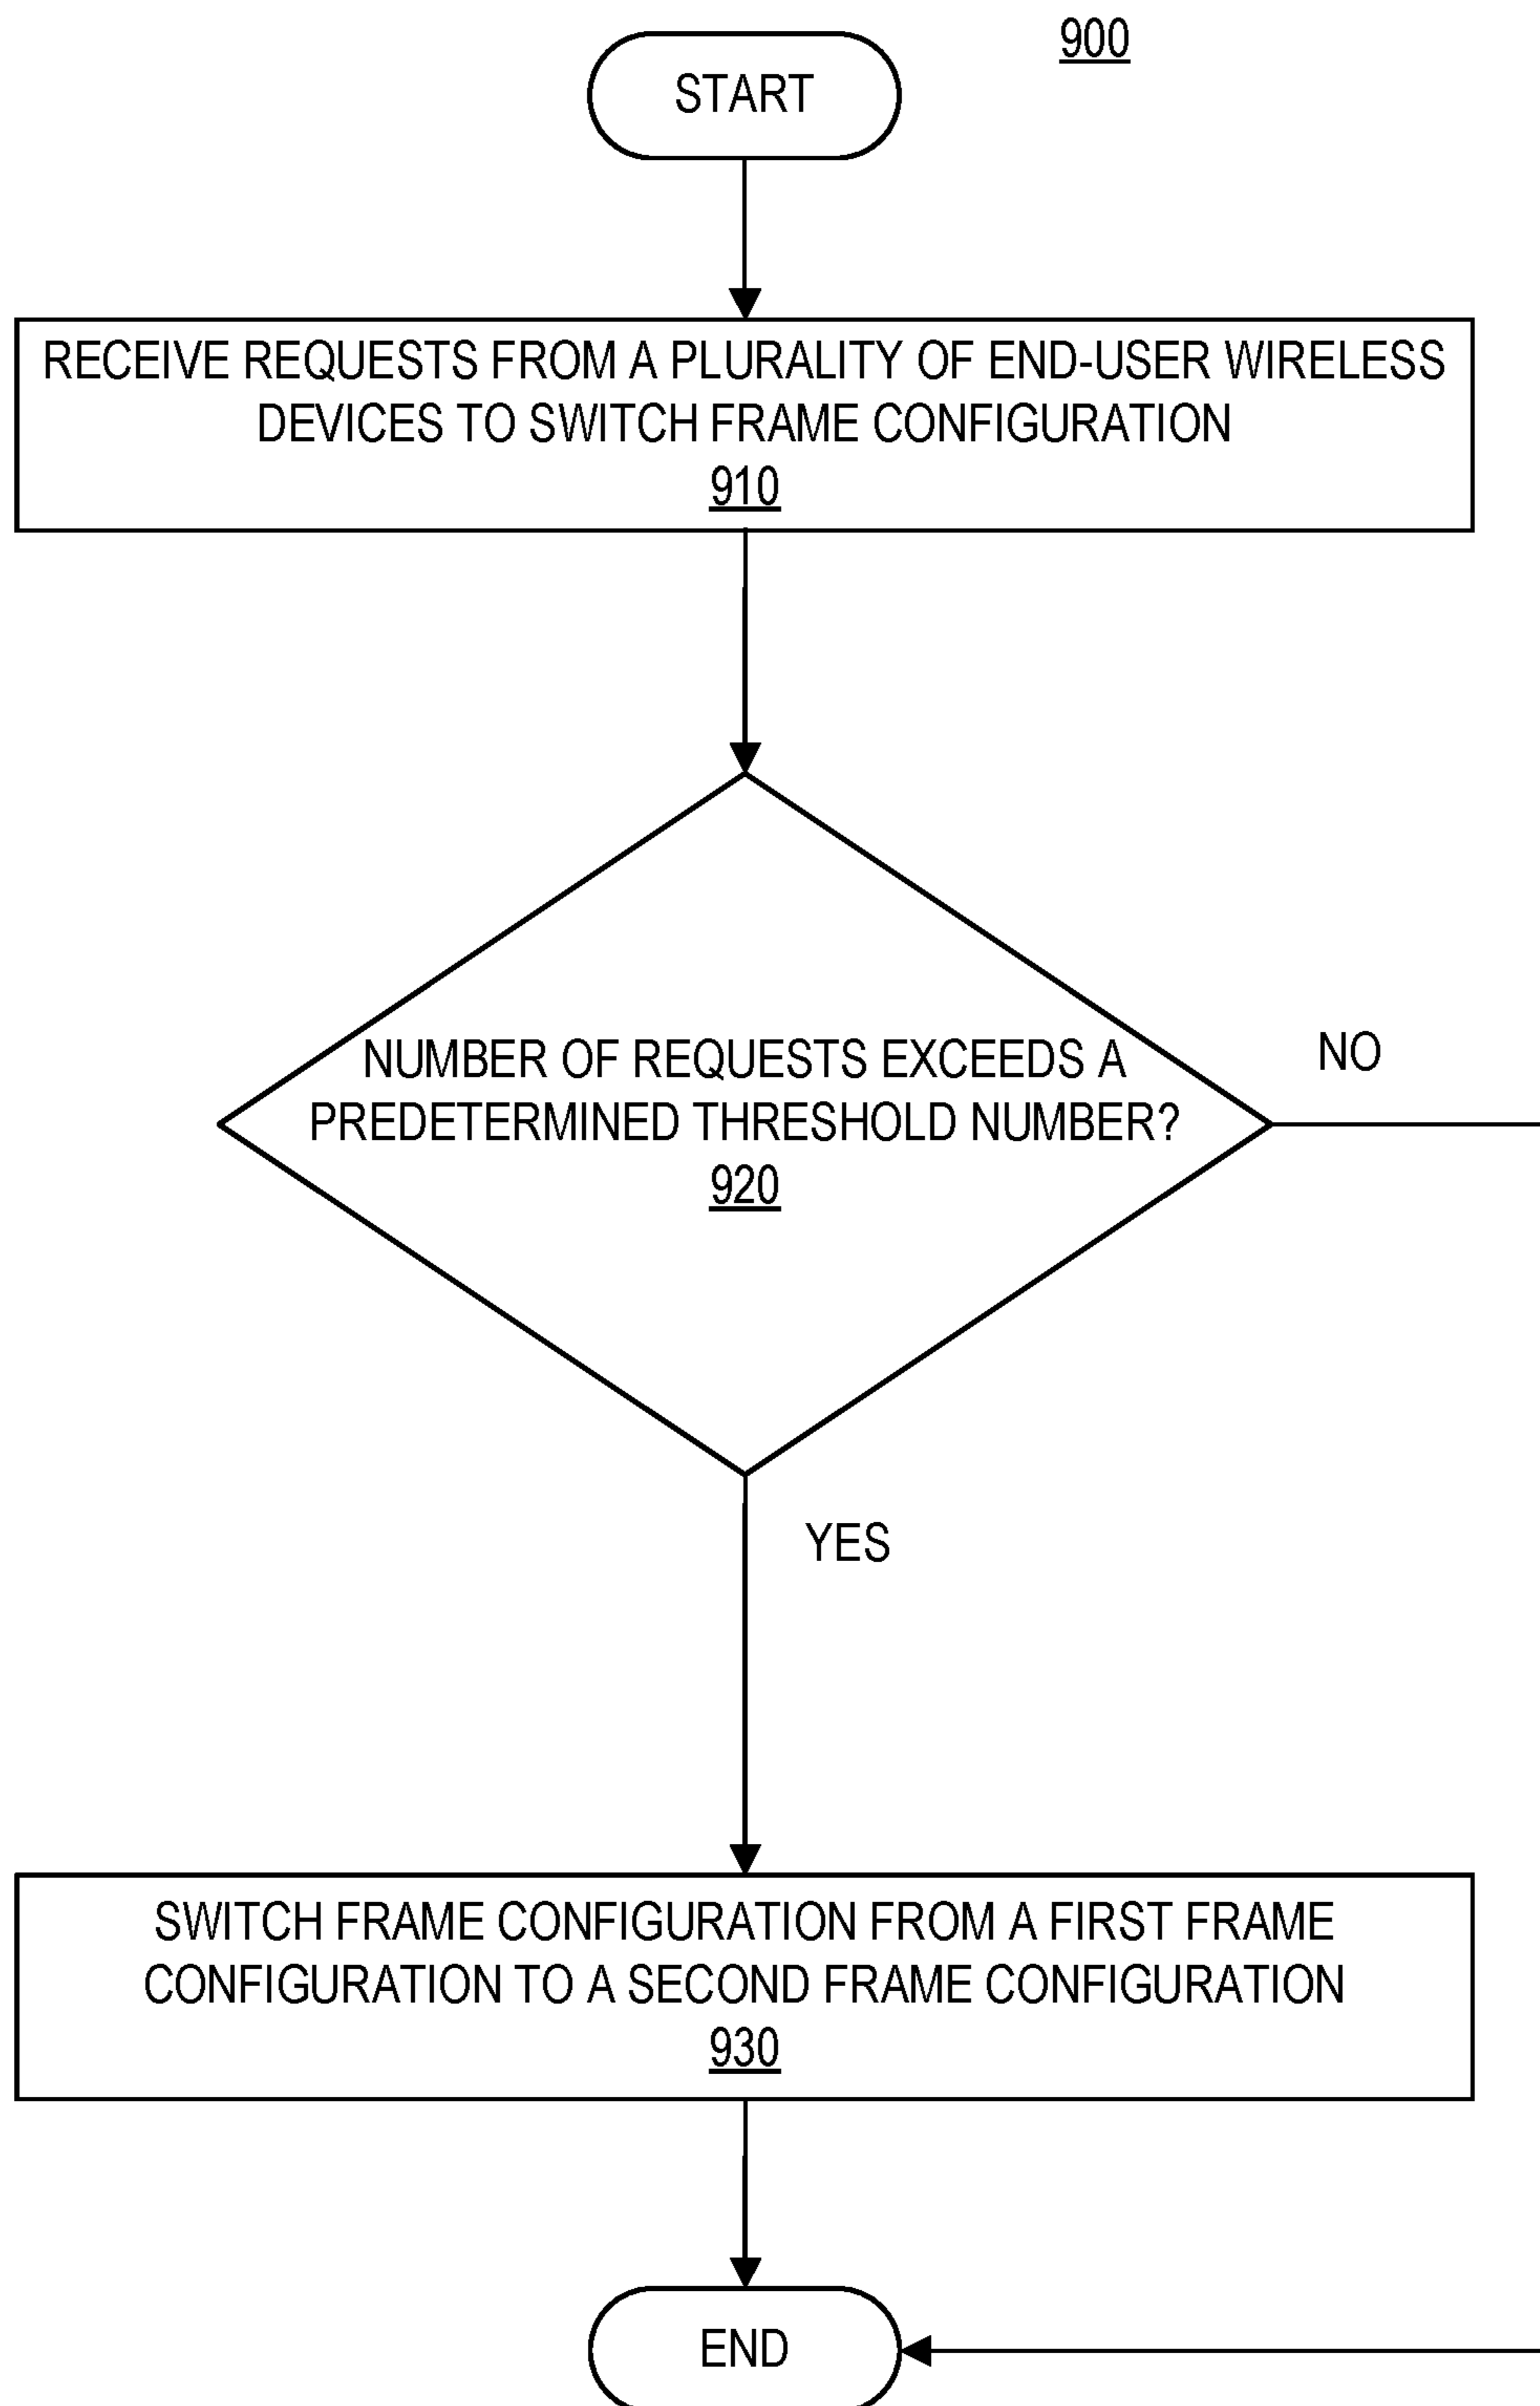 900
START
RECEIVE REQUESTS FROM A PLURALITY OF END-USER WIRELESS
DEVICES TO SWITCH FRAME CONFIGURATION
910
NUMBER OF REQUESTS EXCEEDS A
PREDETERMINED THRESHOLD NUMBER?
920
NO
YES
SWITCH FRAME CONFIGURATION FROM A FIRST FRAME
CONFIGURATION TO A SECOND FRAME CONFIGURATION
930
END